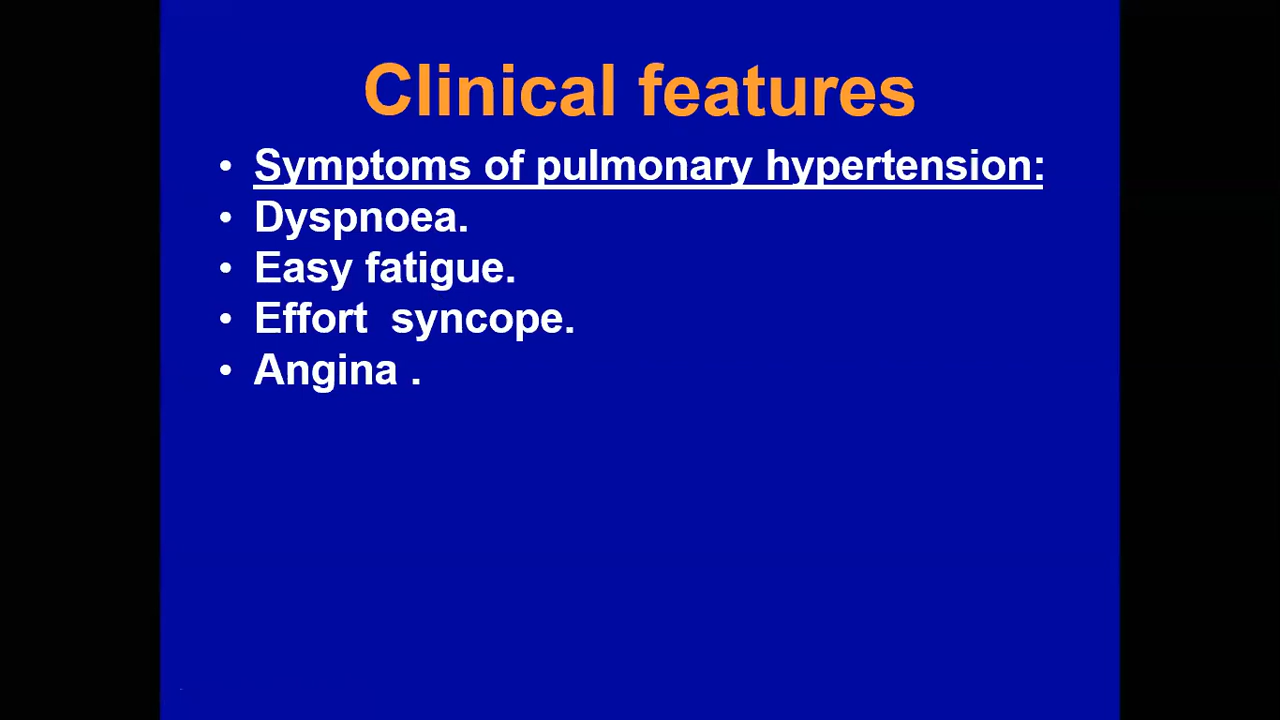 Clinical features
• Symptoms of pulmonary hypertension:
• Dyspnoea.
• Easy fatigue.
• Effort  syncope.
• Angina .